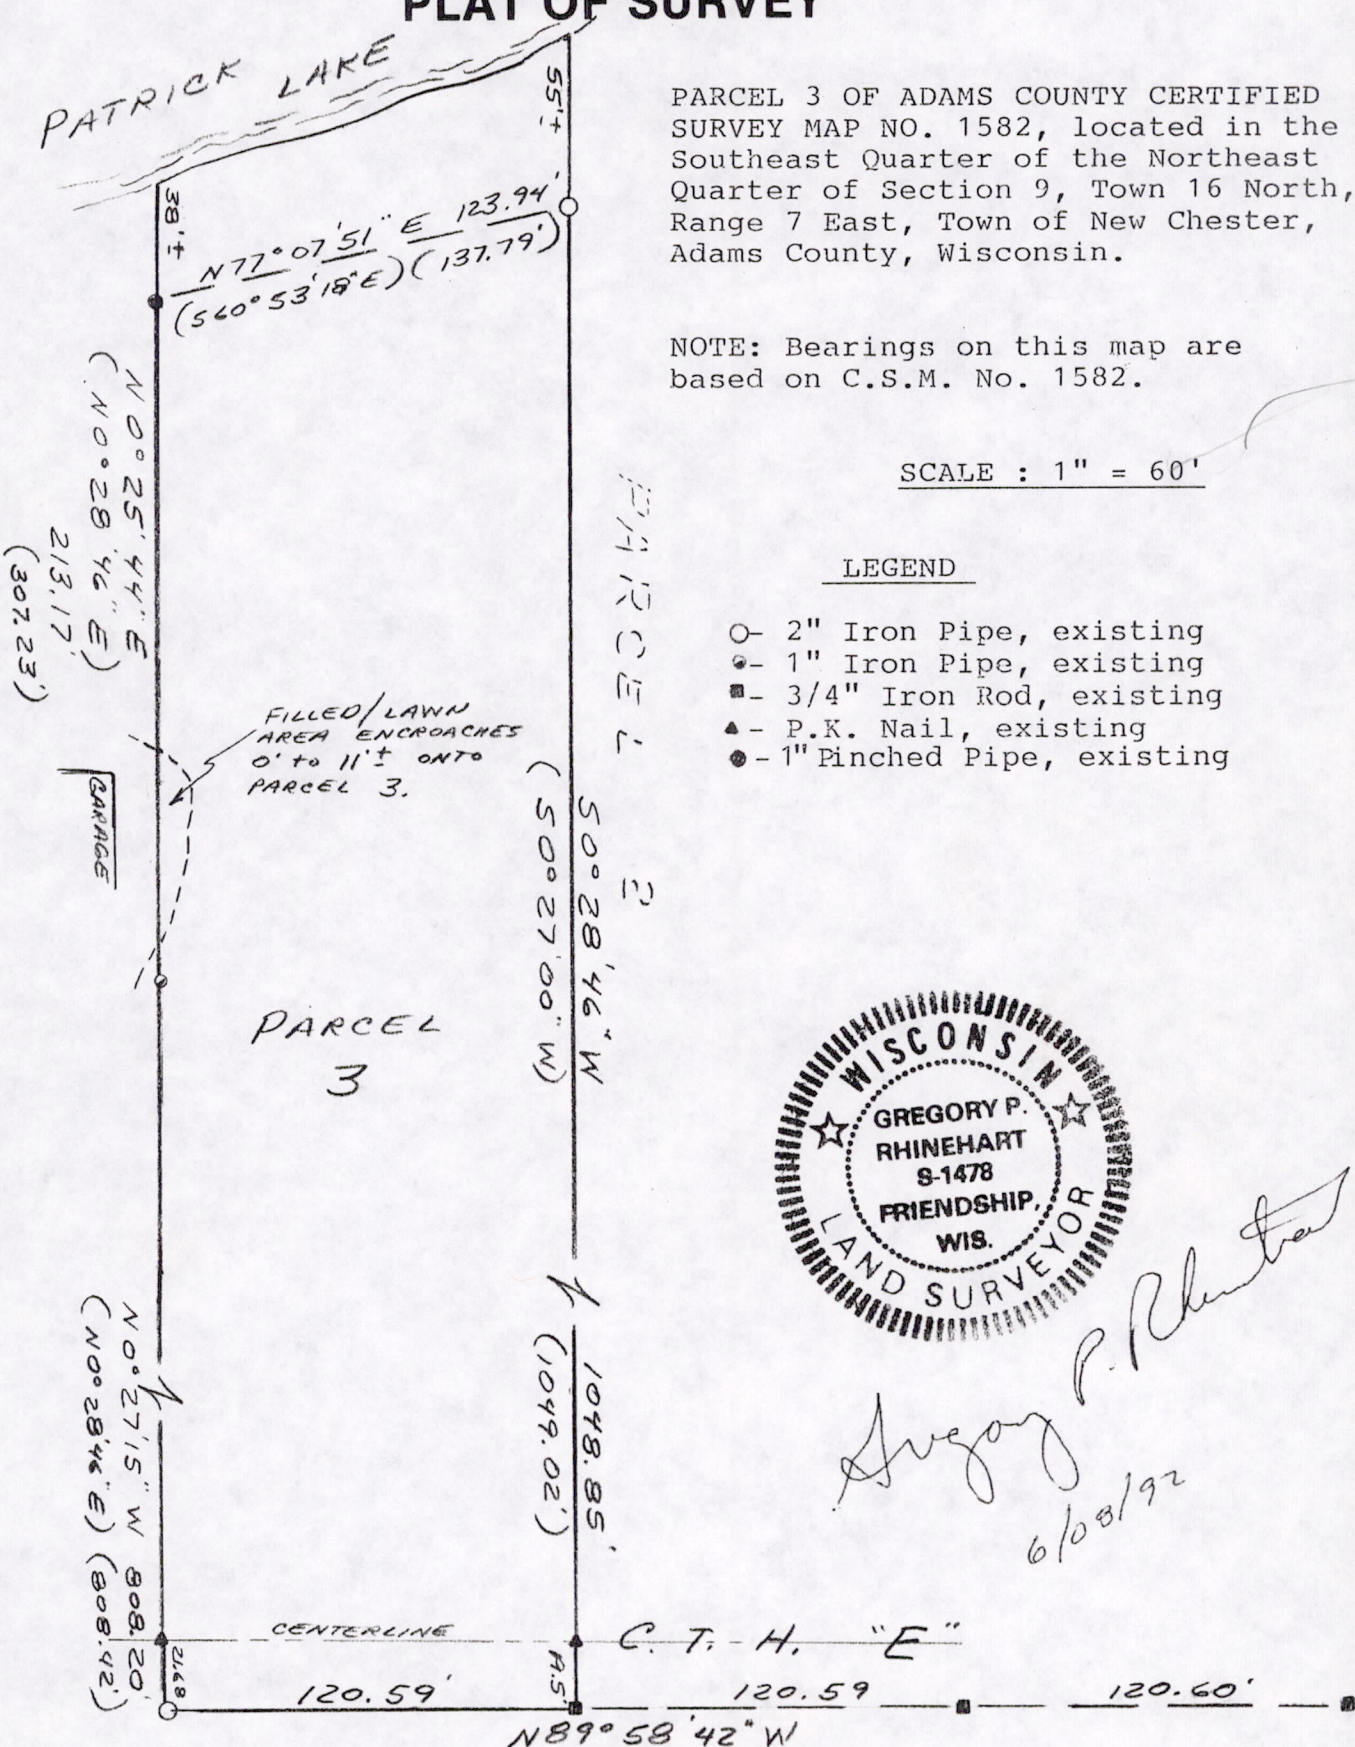 PLAT OF SURVEY
PATRICK LAKE
PARCEL 3 OF ADAMS COUNTY CERTIFIED
SURVEY MAP NO. 1582, located in the
Southeast Quarter of the Northeast
Quarter of Section 9, Town 16 North,
Range 7 East, Town of New Chester,
Adams County, Wisconsin.
NOTE: Bearings on this map are
based on C.S.M. No. 1582.
SCALE : 1" = 60'
LEGEND
2" Iron Pipe, existing
1" Iron Pipe, existing
3/4" Iron Rod, existing
P.K. Nail, existing
1" Pinched Pipe, existing
55'±
38'±
N77°07'51" E 123.94'
(S60°53'18"E) (137.79')
N0°25'44"E
(N0°28'46"E)
213.17'
(307.23')
FILLED/LAWN
AREA ENCROACHES
0' to 11'± ONTO
PARCEL 3.
GARAGE
PARCEL 2
S0°28'46"W
(S0°27'00"W)
PARCEL
3
1048.85'
(1049.02')
N0°27'15"W 808.20'
(N0°28'46"E) (808.42')
WISCONSIN
GREGORY P.
RHINEHART
S-1478
FRIENDSHIP,
WIS.
LAND SURVEYOR
Gregory P. Rhinehart
6/08/92
CENTERLINE
C. T. H. "E"
21.68
120.59'
120.59
120.60'
N89°58'42"W